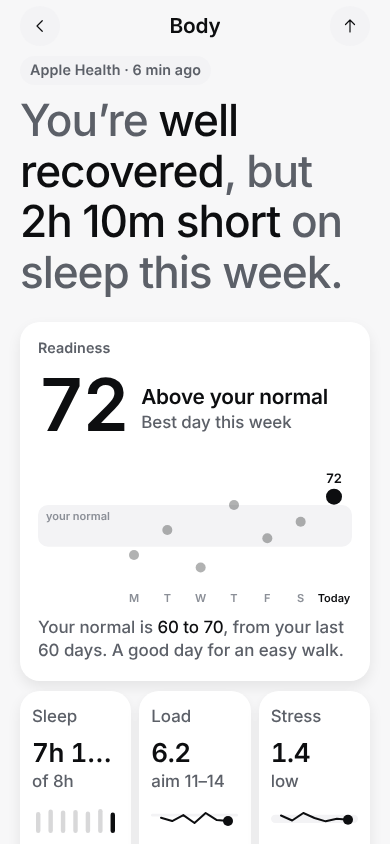 Body
Apple Health · 6 min ago
You’re well
recovered, but
2h 10m short on
sleep this week.
Readiness
72
Above your normal
Best day this week
72
your normal
M T W T F S Today
Your normal is 60 to 70, from your last
60 days. A good day for an easy walk.
Sleep
7h 1...
of 8h
Load
6.2
aim 11–14
Stress
1.4
low